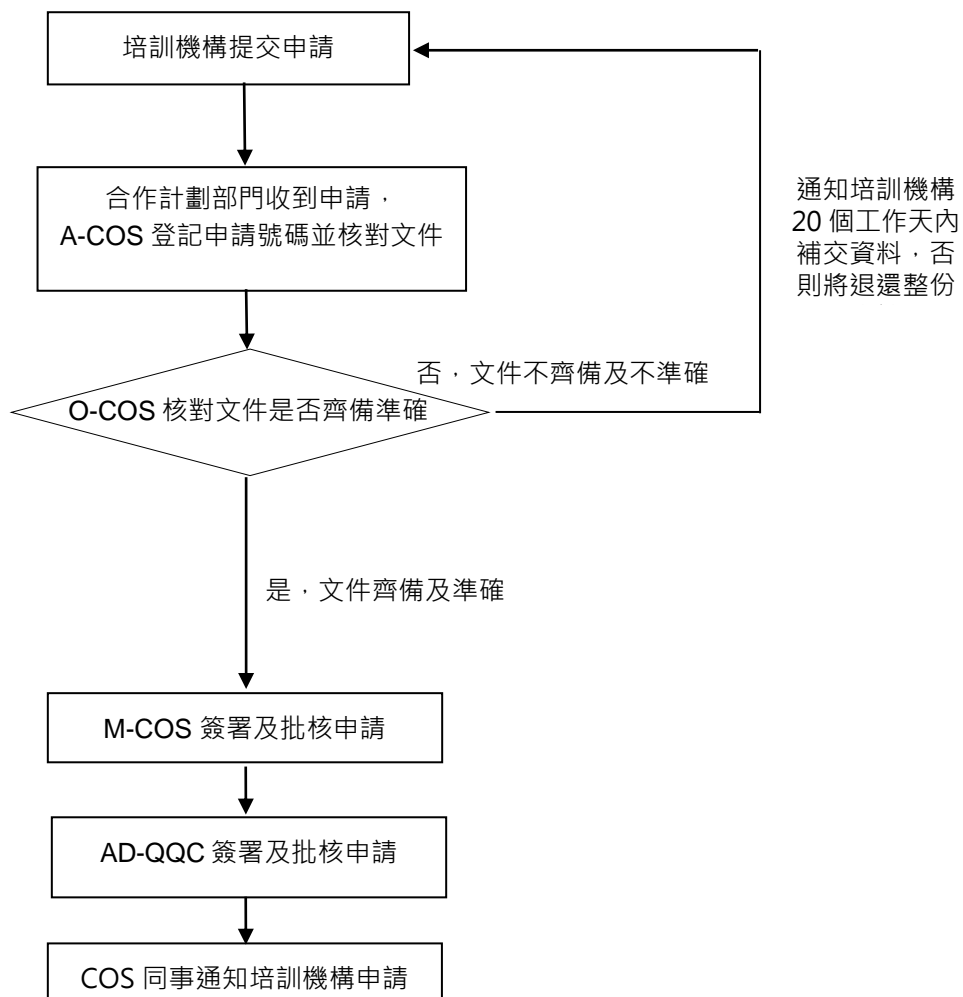 培訓機構提交申請
合作計劃部門收到申請，
A-COS 登記申請號碼並核對文件
通知培訓機構
20 個工作天內
補交資料，否
則將退還整份
否，文件不齊備及不準確
O-COS 核對文件是否齊備準確
是，文件齊備及準確
M-COS 簽署及批核申請
AD-QQC 簽署及批核申請
COS 同事通知培訓機構申請